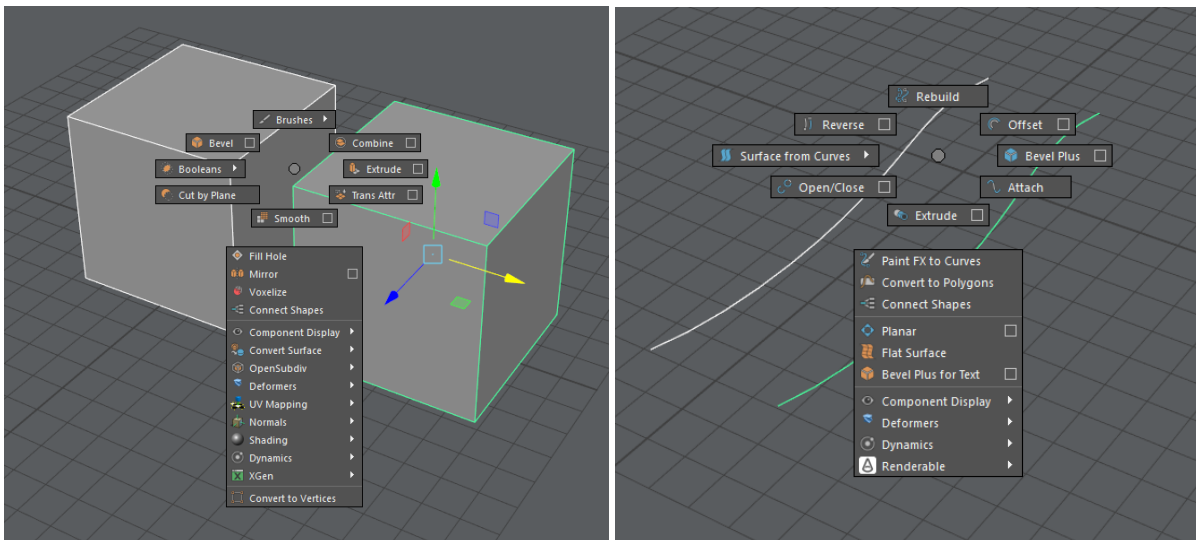 Brushes
Bevel
Combine
Booleans
Extrude
Cut by Plane
Trans Attr
Smooth
Fill Hole
Mirror
Voxelize
Connect Shapes
Component Display
Convert Surface
OpenSubdiv
Deformers
UV Mapping
Normals
Shading
Dynamics
XGen
Convert to Vertices
Rebuild
Reverse
Offset
Surface from Curves
Bevel Plus
Open/Close
Attach
Extrude
Paint FX to Curves
Convert to Polygons
Connect Shapes
Planar
Flat Surface
Bevel Plus for Text
Component Display
Deformers
Dynamics
Renderable